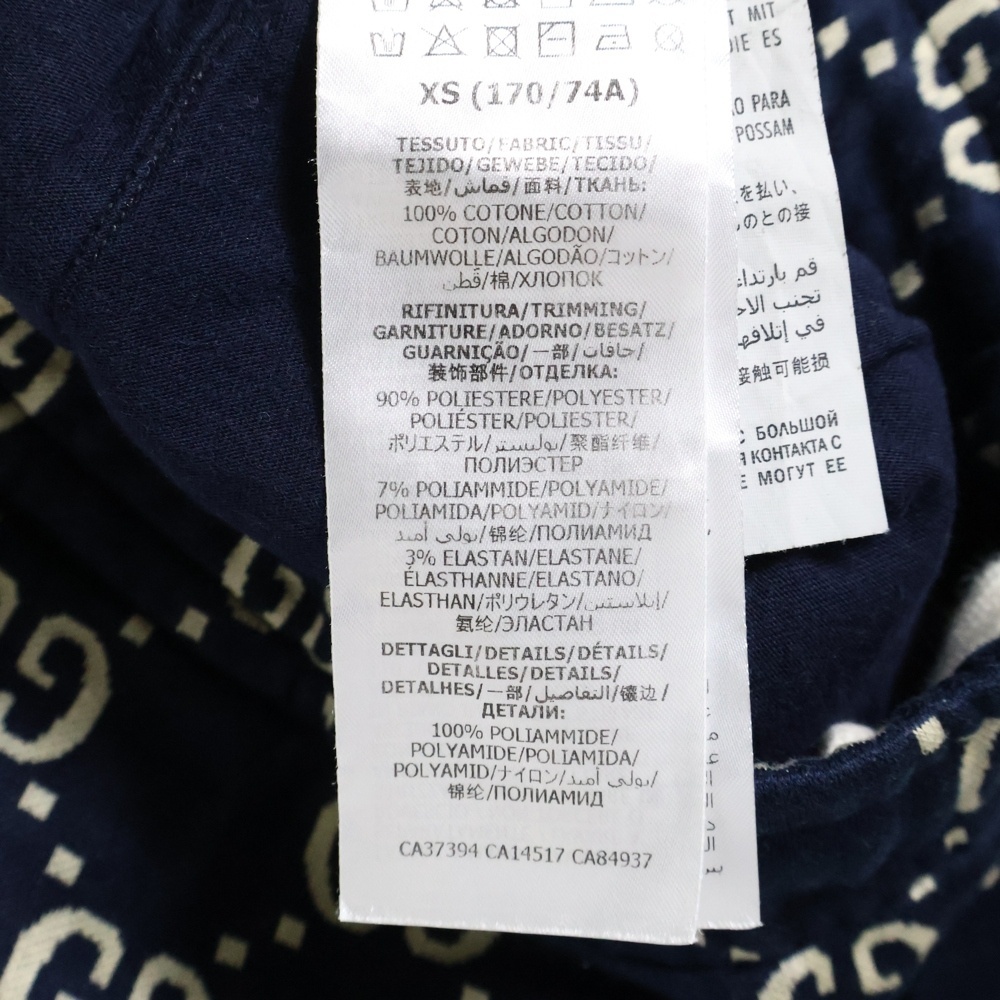 XS (170/74A)
TESSUTO/FABRIC/TISSU/
TEJIDO/GEWEBE/TECIDO/
表地/قماش/面料/ТКАНЬ:
100% COTONE/COTTON/
COTON/ALGODON/
BAUMWOLLE/ALGODÃO/コットン/
قطن/棉/ХЛОПОК
RIFINITURA/TRIMMING/
GARNITURE/ADORNO/BESATZ/
GUARNIÇÃO/一部/حافات/
装饰部件/ОТДЕЛКА:
90% POLIESTERE/POLYESTER/
POLIÉSTER/POLIESTER/
ポリエステル/بوليستر/聚酯纤维/
ПОЛИЭСТЕР
7% POLIAMMIDE/POLYAMIDE/
POLIAMIDA/POLYAMID/ナイロン/
بولي أميد/锦纶/ПОЛИАМИД
3% ELASTAN/ELASTANE/
ÉLASTHANNE/ELASTANO/
ELASTHAN/ポリウレタン/إيلاستين/
氨纶/ЭЛАСТАН
DETTAGLI/DETAILS/DÉTAILS/
DETALLES/DETAILS/
DETALHES/一部/التفاصيل/镶边/
ДЕТАЛИ:
100% POLIAMMIDE/
POLYAMIDE/POLIAMIDA/
POLYAMID/ナイロン/بولي أميد/
锦纶/ПОЛИАМИД
CA37394 CA14517 CA84937
T MIT
DIE ES
PARA
POSSAM
を払い、
のとの接
قم بارتداء
تجنب
في إتلافها
接触可能损
С БОЛЬШОЙ
КОНТАКТА С
МОГУТ ЕЕ